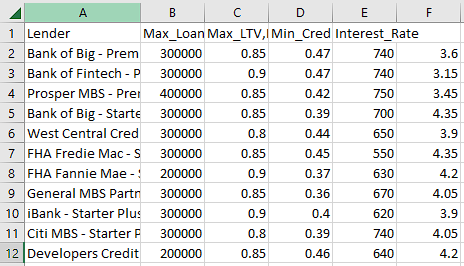 A B C D E F
1 Lender Max_Loan Max_LTV, Min_Cred Interest_Rate
2 Bank of Big - Prem 300000 0.85 0.47 740 3.6
3 Bank of Fintech - P 300000 0.9 0.47 740 3.15
4 Prosper MBS - Prer 400000 0.85 0.42 750 3.45
5 Bank of Big - Starte 300000 0.85 0.39 700 4.35
6 West Central Cred 300000 0.8 0.44 650 3.9
7 FHA Fredie Mac - S 300000 0.85 0.45 550 4.35
8 FHA Fannie Mae - S 200000 0.9 0.37 630 4.2
9 General MBS Partn 300000 0.85 0.36 670 4.05
10 iBank - Starter Plus 300000 0.9 0.4 620 3.9
11 Citi MBS - Starter P 300000 0.8 0.39 740 4.05
12 Developers Credit 200000 0.85 0.46 640 4.2